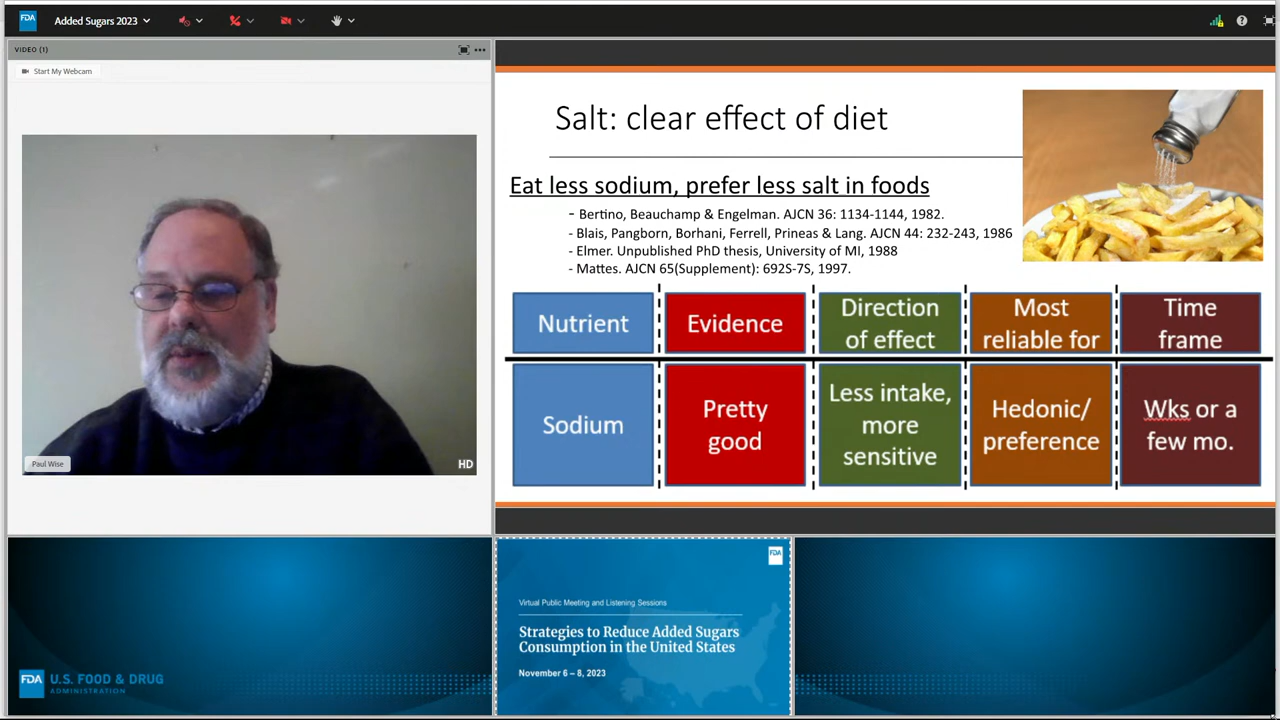 FDA
Added Sugars 2023
VIDEO (1)
Start My Webcam
Paul Wise
HD
Salt: clear effect of diet
Eat less sodium, prefer less salt in foods
- Bertino, Beauchamp & Engelman. AJCN 36: 1134-1144, 1982.
- Blais, Pangborn, Borhani, Ferrell, Prineas & Lang. AJCN 44: 232-243, 1986
- Elmer. Unpublished PhD thesis, University of MI, 1988
- Mattes. AJCN 65(Supplement): 692S-7S, 1997.
Nutrient
Evidence
Direction
of effect
Most
reliable for
Time
frame
Sodium
Pretty
good
Less intake,
more
sensitive
Hedonic/
preference
Wks or a
few mo.
FDA
Virtual Public Meeting and Listening Sessions
Strategies to Reduce Added Sugars
Consumption in the United States
November 6 – 8, 2023
FDA U.S. FOOD & DRUG
ADMINISTRATION